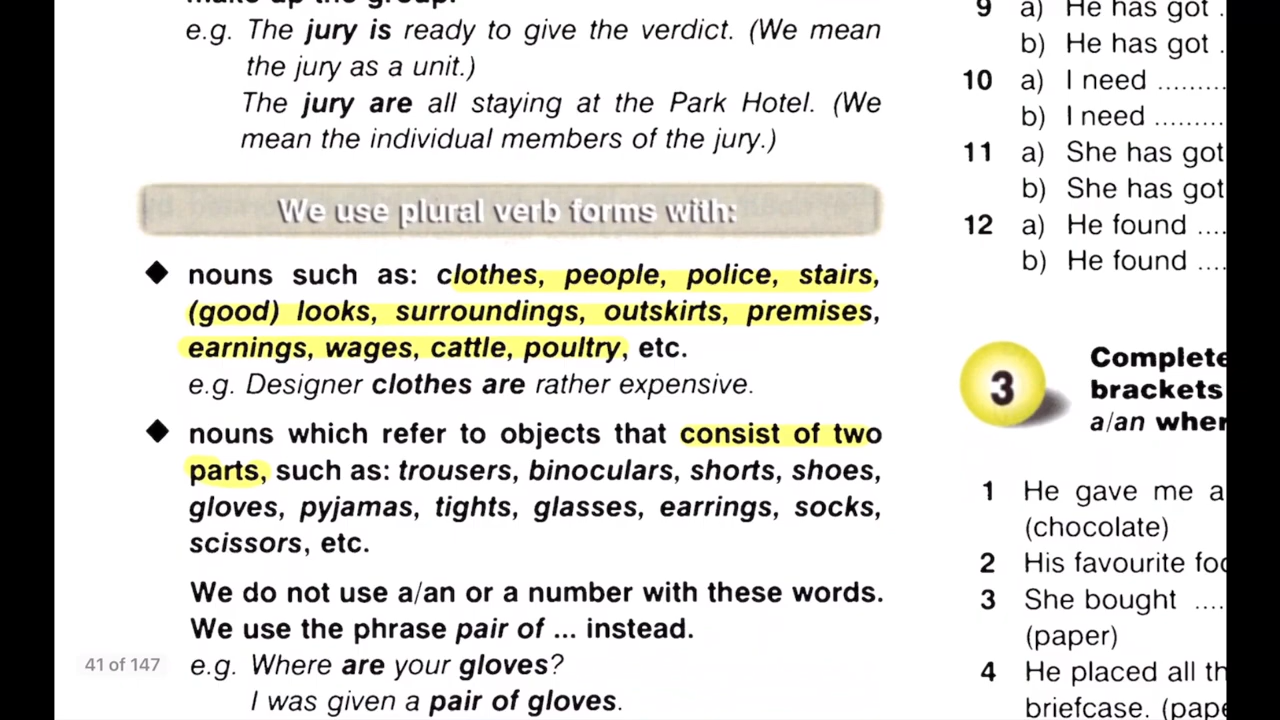 make up the group.
e.g. The jury is ready to give the verdict. (We mean
the jury as a unit.)
The jury are all staying at the Park Hotel. (We
mean the individual members of the jury.)
We use plural verb forms with:
◆ nouns such as: clothes, people, police, stairs,
(good) looks, surroundings, outskirts, premises,
earnings, wages, cattle, poultry, etc.
e.g. Designer clothes are rather expensive.
◆ nouns which refer to objects that consist of two
parts, such as: trousers, binoculars, shorts, shoes,
gloves, pyjamas, tights, glasses, earrings, socks,
scissors, etc.
We do not use a/an or a number with these words.
We use the phrase pair of ... instead.
e.g. Where are your gloves?
I was given a pair of gloves.
41 of 147
9 a) He has got .
b) He has got .
10 a) I need .........
b) I need .........
11 a) She has got
b) She has got
12 a) He found ....
b) He found ....
3 Complete
brackets
a/an wher
1 He gave me a
(chocolate)
2 His favourite foo
3 She bought ....
(paper)
4 He placed all th
briefcase. (pape